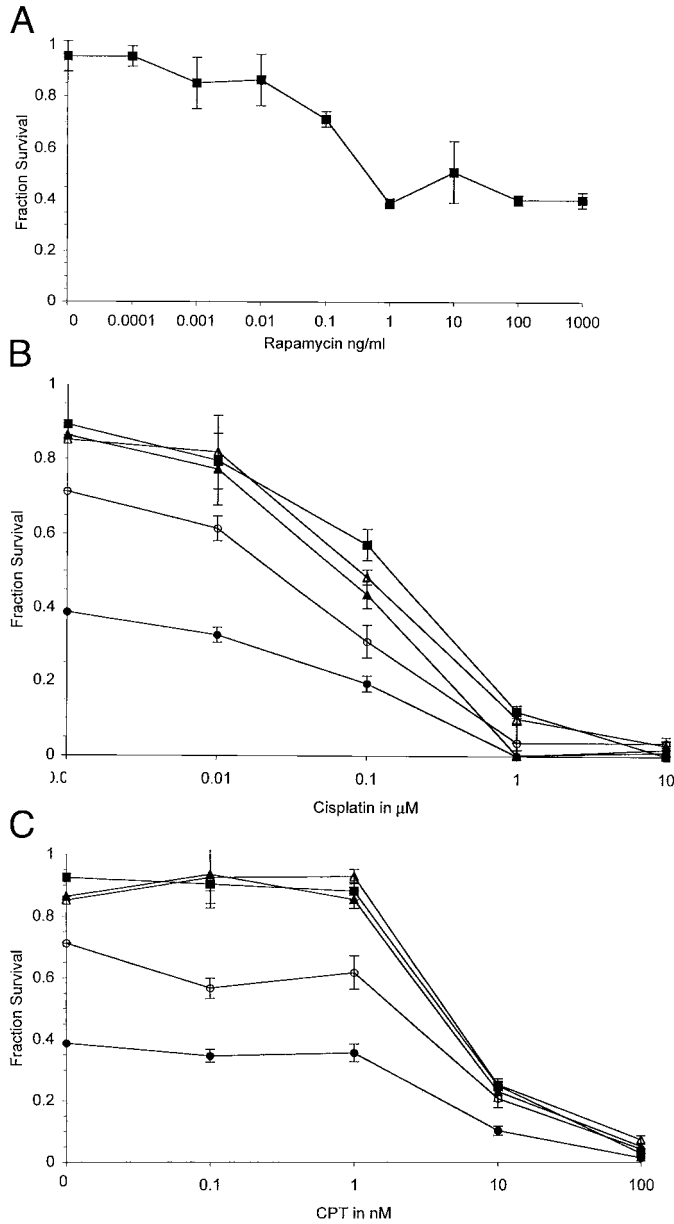 A
1
0.8
0.6
0.4
0.2
0
Fraction Survival
0 0.0001 0.001 0.01 0.1 1 10 100 1000
Rapamycin ng/ml
B
1
0.8
0.6
0.4
0.2
0
Fraction Survival
0.01 0.1 1 10
Cisplatin in μM
C
1
0.8
0.6
0.4
0.2
0
Fraction Survival
0 0.1 1 10 100
CPT in nM